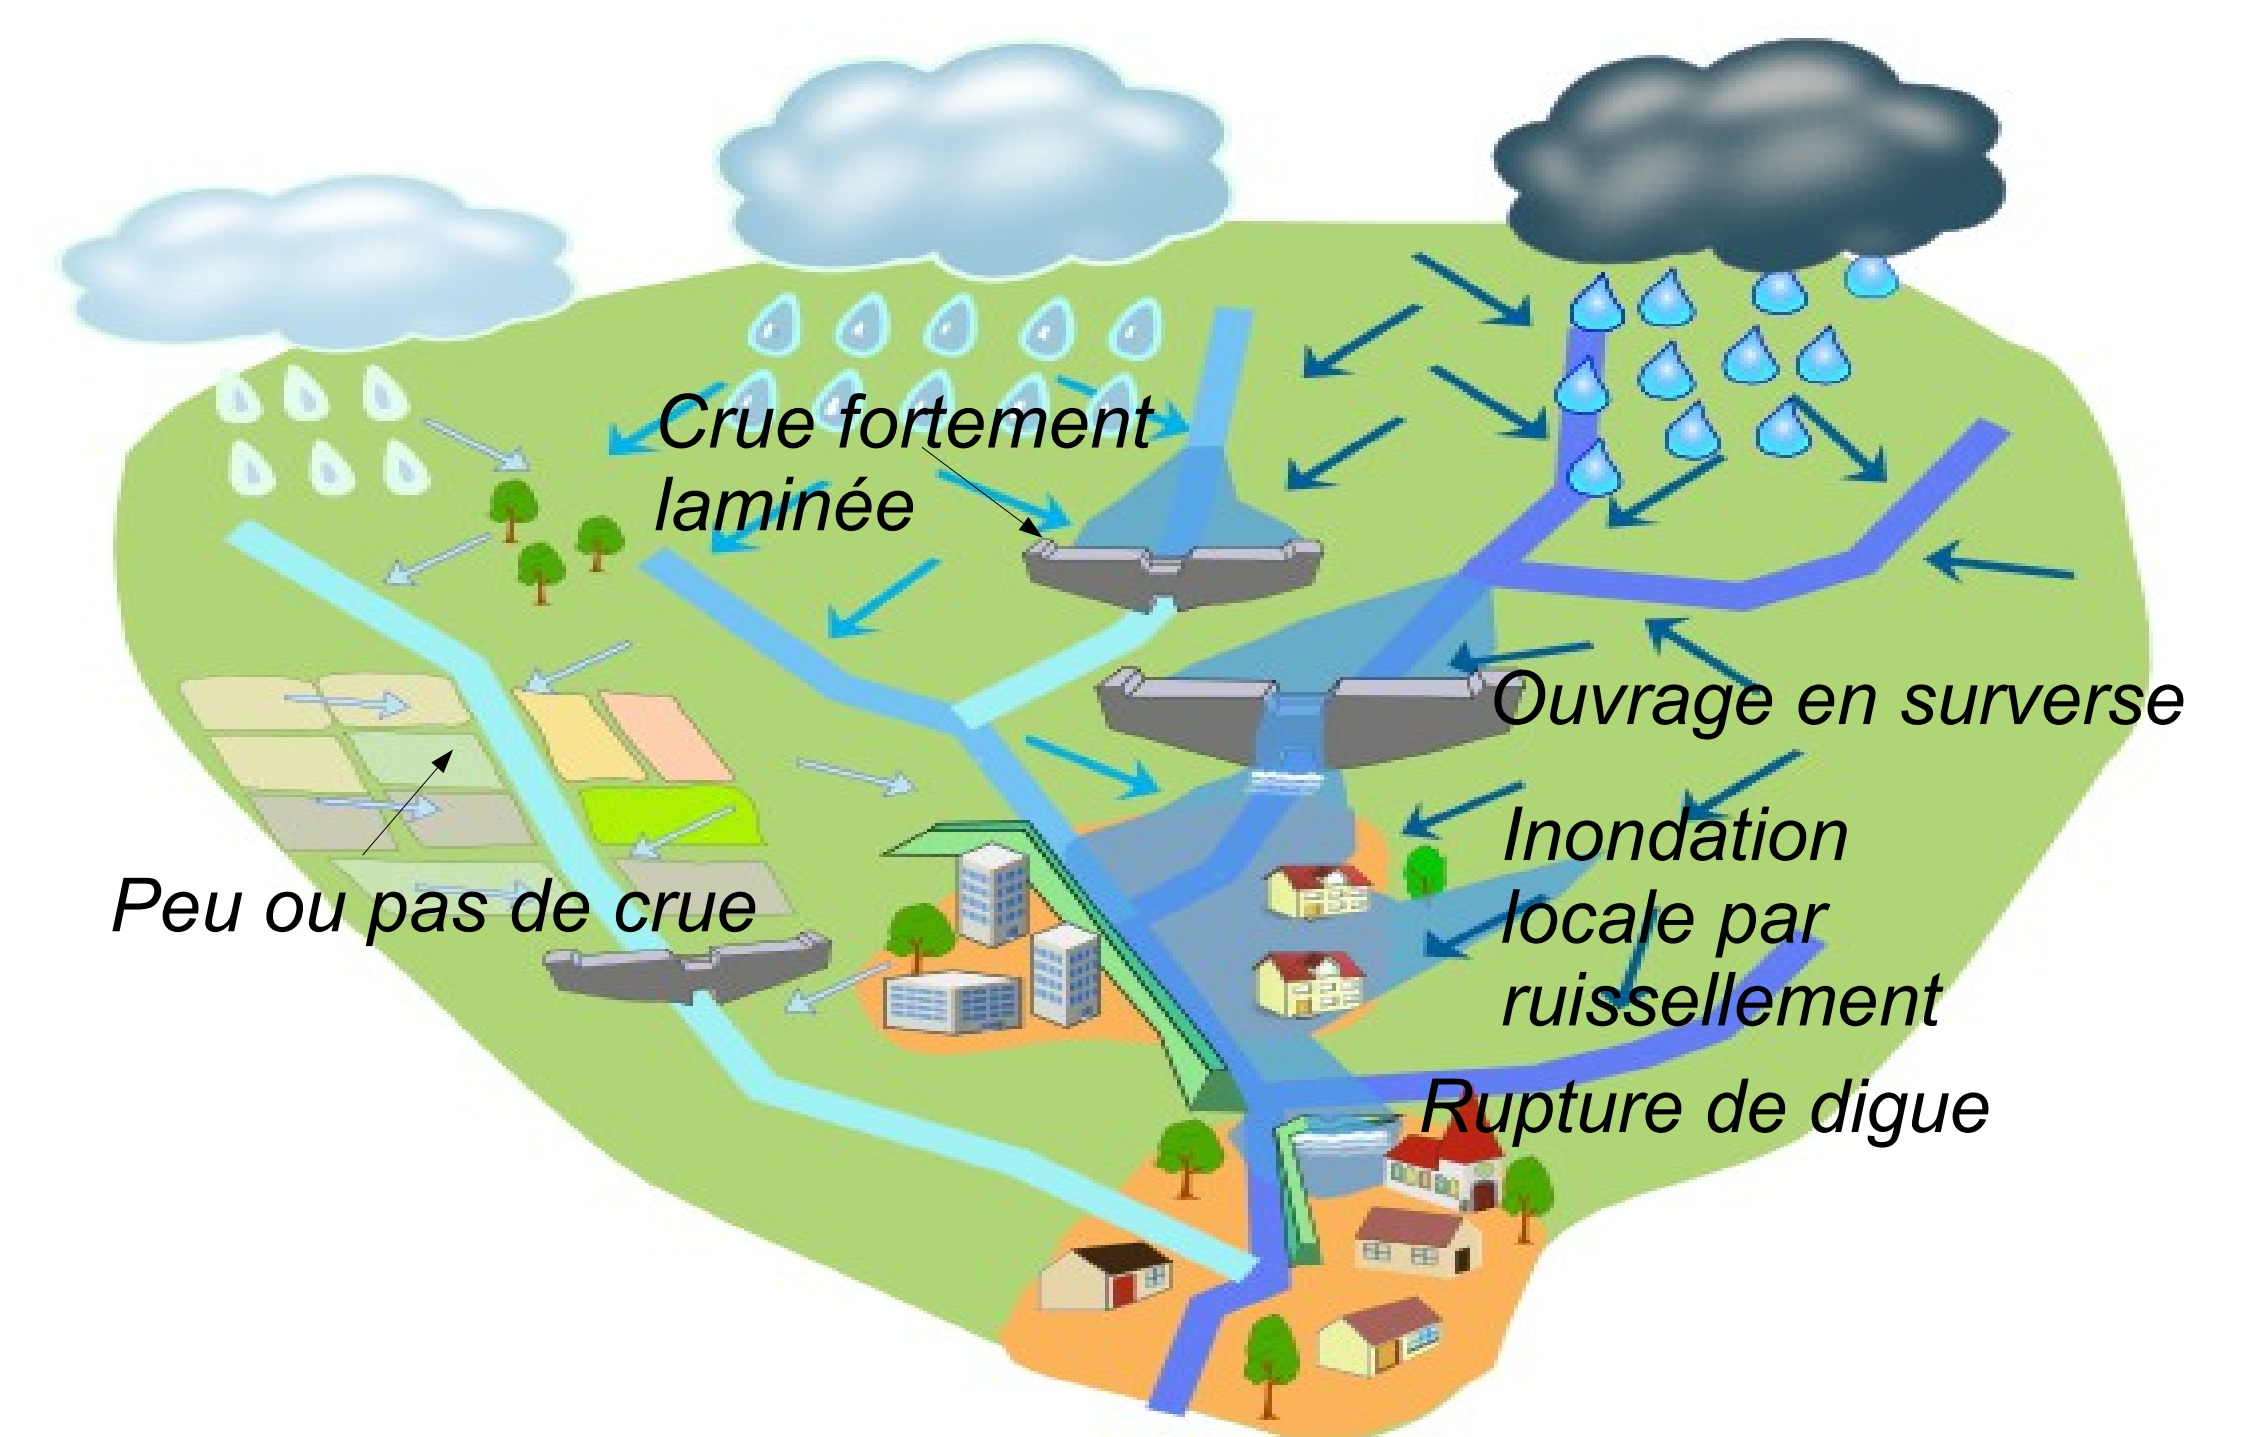 Crue fortement
laminée
Ouvrage en surverse
Inondation
locale par
ruissellement
Peu ou pas de crue
Rupture de digue